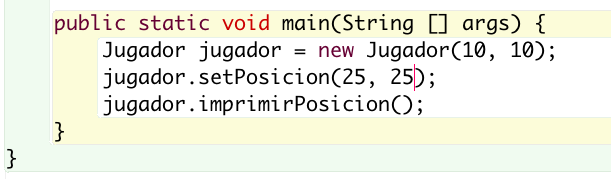 public static void main(String [] args) {
Jugador jugador = new Jugador(10, 10);
jugador.setPosicion(25, 25);
jugador.imprimirPosicion();
}
}